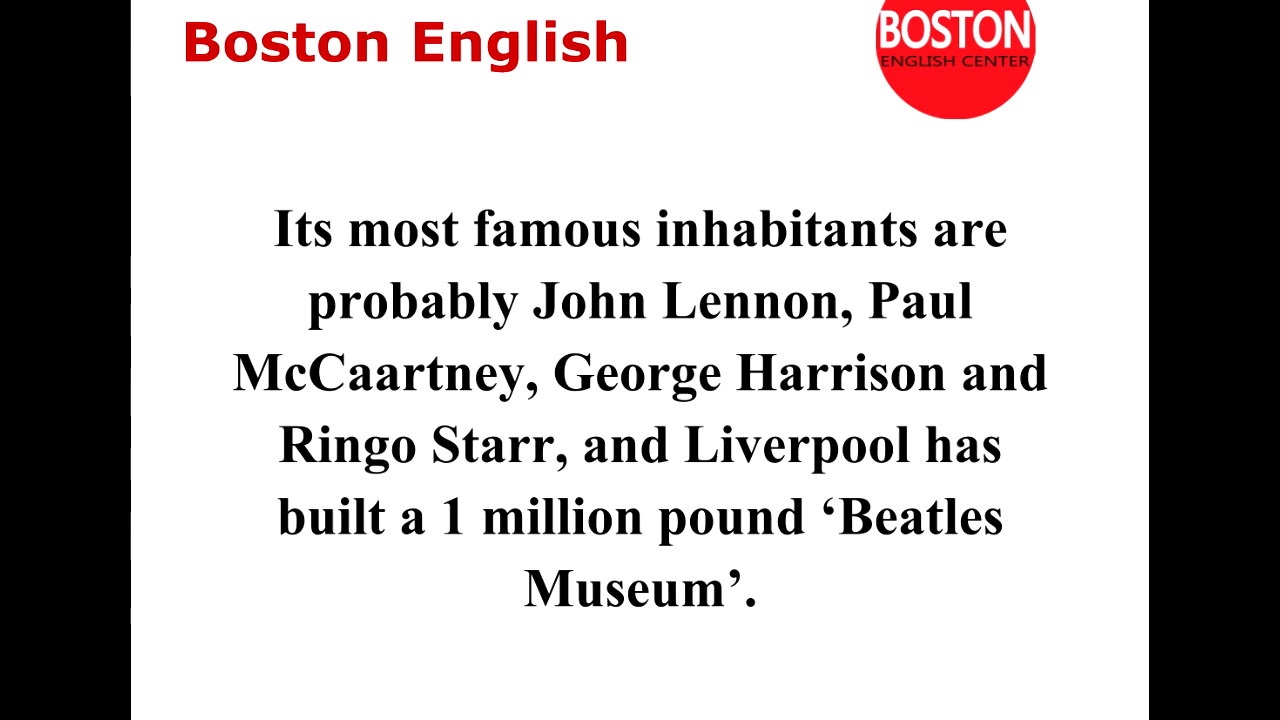 Boston English
BOSTON
ENGLISH CENTER
Its most famous inhabitants are
probably John Lennon, Paul
McCaartney, George Harrison and
Ringo Starr, and Liverpool has
built a 1 million pound ‘Beatles
Museum’.